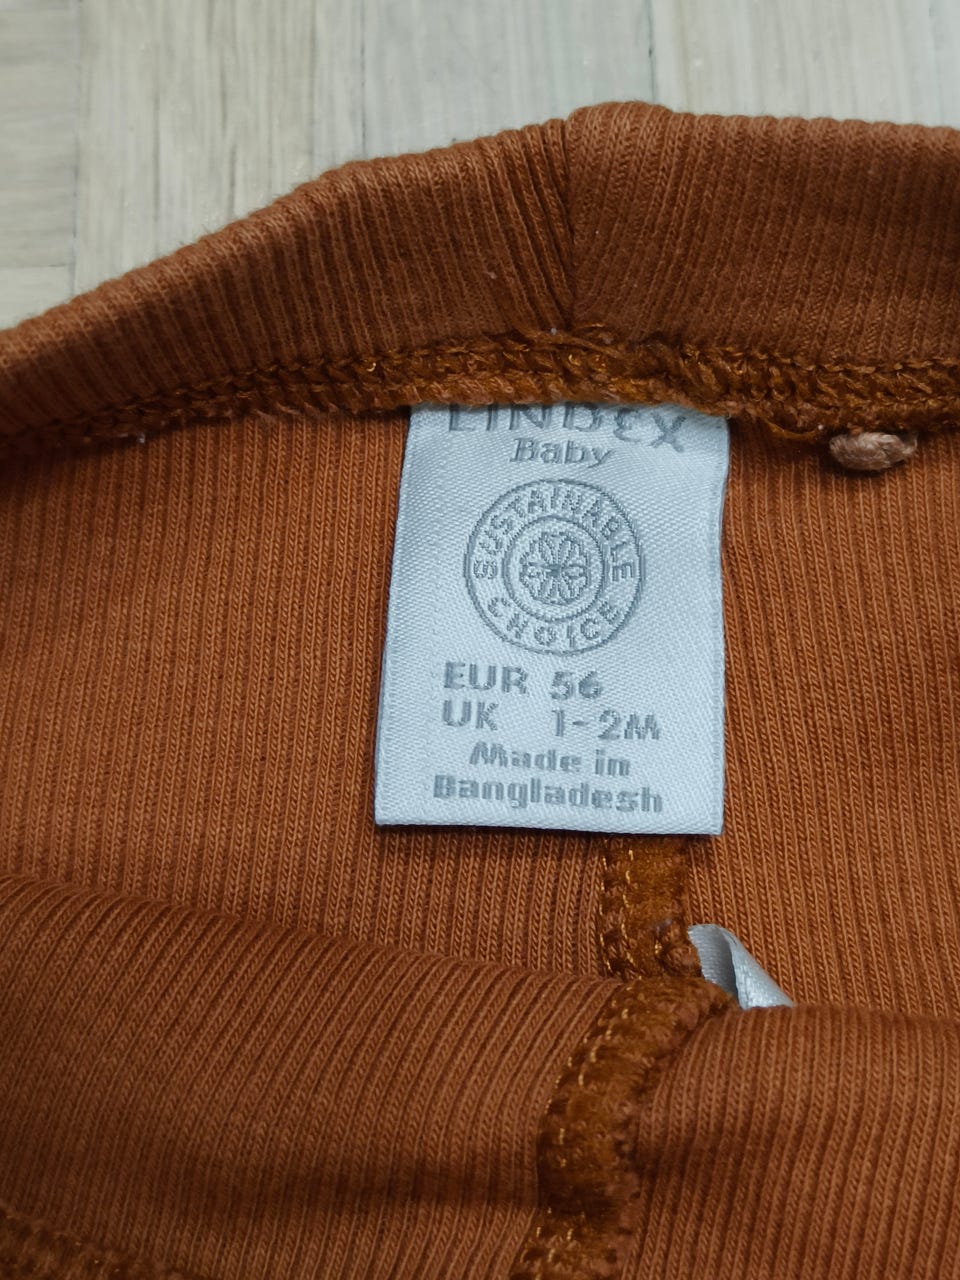 LINDEX
Baby
SUSTAINABLE
CHOICE
EUR 56
UK 1-2M
Made in
Bangladesh